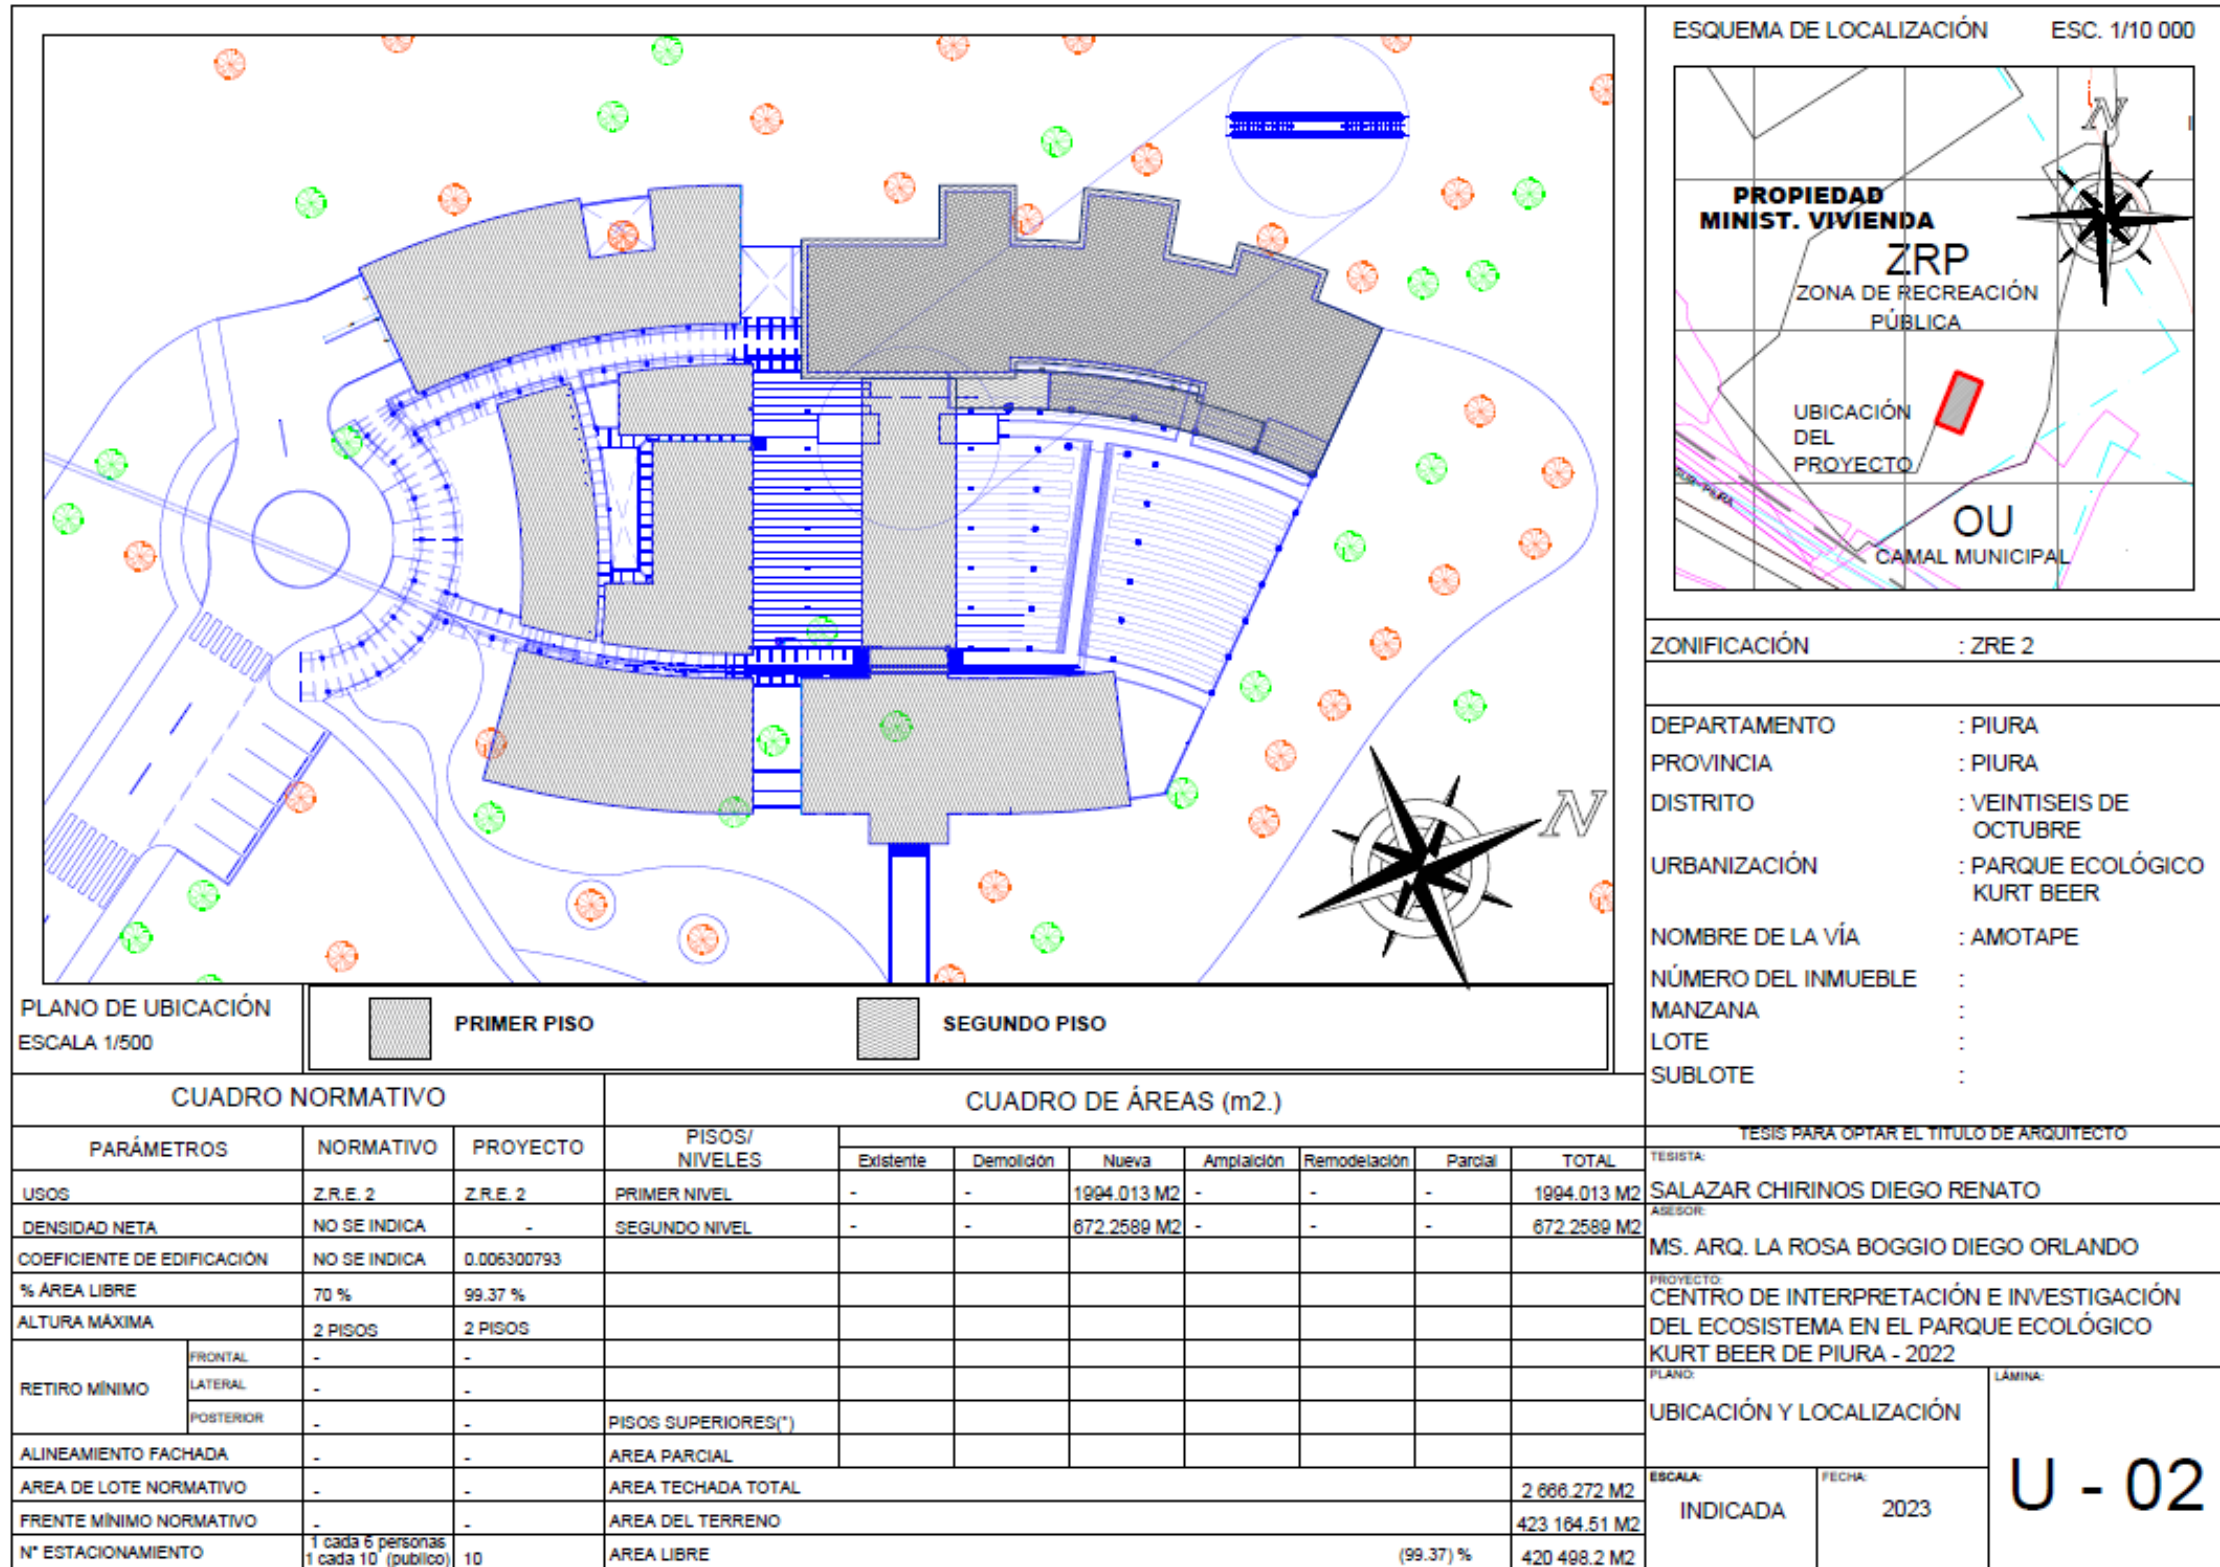 ESQUEMA DE LOCALIZACIÓN ESC. 1/10 000
N
PROPIEDAD
MINIST. VIVIENDA
ZRP
ZONA DE RECREACIÓN
PÚBLICA
UBICACIÓN
DEL
PROYECTO
OU
CAMAL MUNICIPAL
N
ZONIFICACIÓN : ZRE 2
DEPARTAMENTO : PIURA
PROVINCIA : PIURA
DISTRITO : VEINTISEIS DE
OCTUBRE
URBANIZACIÓN : PARQUE ECOLÓGICO
KURT BEER
NOMBRE DE LA VÍA : AMOTAPE
NÚMERO DEL INMUEBLE :
MANZANA :
LOTE :
SUBLOTE :
PLANO DE UBICACIÓN
ESCALA 1/500
PRIMER PISO
SEGUNDO PISO
CUADRO NORMATIVO
PARÁMETROS NORMATIVO PROYECTO
USOS Z.R.E. 2 Z.R.E. 2
DENSIDAD NETA NO SE INDICA -
COEFICIENTE DE EDIFICACIÓN NO SE INDICA 0.006300793
% ÁREA LIBRE 70 % 99.37 %
ALTURA MÁXIMA 2 PISOS 2 PISOS
RETIRO MÍNIMO
FRONTAL - -
LATERAL - -
POSTERIOR - -
ALINEAMIENTO FACHADA - -
AREA DE LOTE NORMATIVO - -
FRENTE MÍNIMO NORMATIVO - -
N° ESTACIONAMIENTO 1 cada 6 personas
1 cada 10 (publico) 10
CUADRO DE ÁREAS (m2.)
PISOS/
NIVELES
Existente Demolición Nueva Amplaición Remodelación Parcial TOTAL
PRIMER NIVEL - - 1994.013 M2 - - - 1994.013 M2
SEGUNDO NIVEL - - 672.2589 M2 - - - 672.2589 M2
PISOS SUPERIORES(*)
AREA PARCIAL
AREA TECHADA TOTAL 2 666.272 M2
AREA DEL TERRENO 423 164.51 M2
AREA LIBRE (99.37) % 420 498.2 M2
TESIS PARA OPTAR EL TITULO DE ARQUITECTO
TESISTA:
SALAZAR CHIRINOS DIEGO RENATO
ASESOR:
MS. ARQ. LA ROSA BOGGIO DIEGO ORLANDO
PROYECTO:
CENTRO DE INTERPRETACIÓN E INVESTIGACIÓN
DEL ECOSISTEMA EN EL PARQUE ECOLÓGICO
KURT BEER DE PIURA - 2022
PLANO:
UBICACIÓN Y LOCALIZACIÓN
LÁMINA:
U - 02
ESCALA:
INDICADA
FECHA:
2023